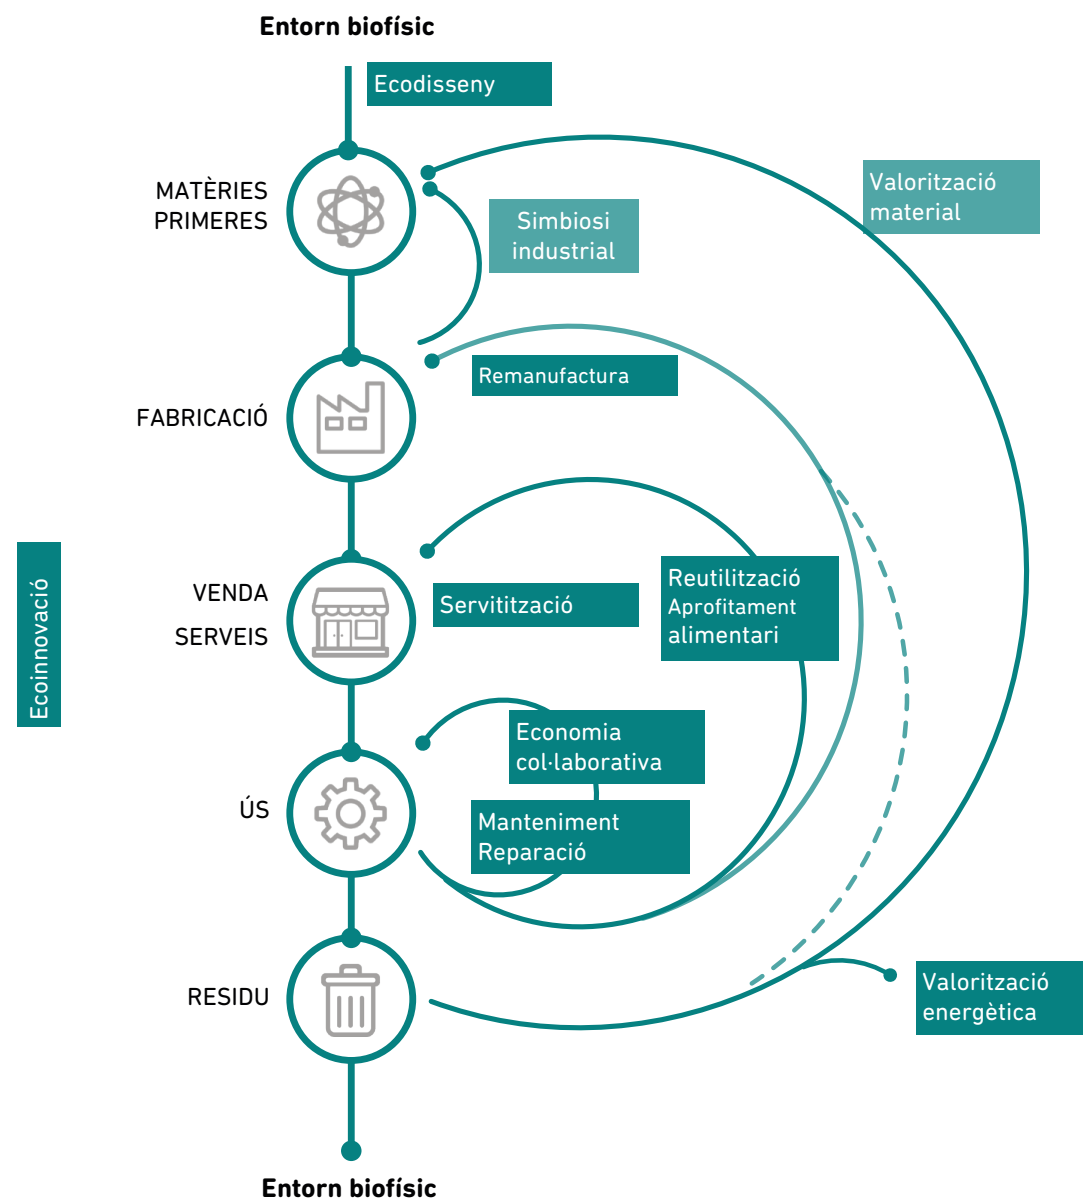 Entorn biofísic
Ecodisseny
MATÈRIES
PRIMERES
Simbiosi
industrial
Valorització
material
Remanufactura
FABRICACIÓ
VENDA
SERVEIS
Servitització
Reutilització
Aprofitament
alimentari
Ecoinnovació
Economia
col·laborativa
ÚS
Manteniment
Reparació
RESIDU
Valorització
energètica
Entorn biofísic